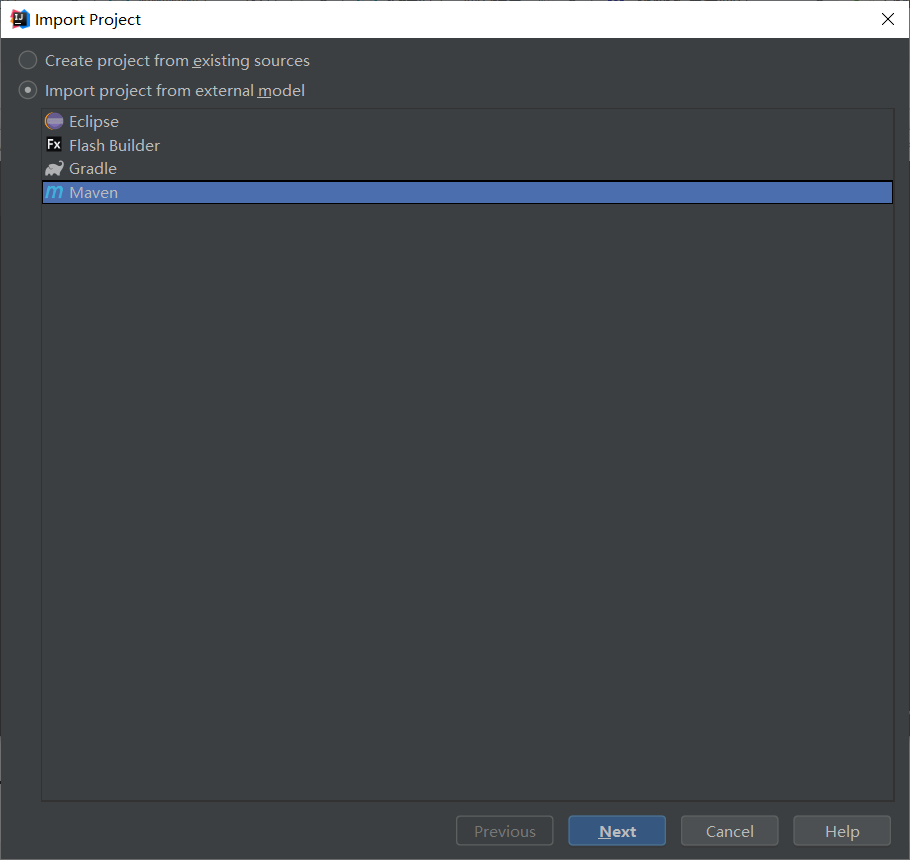 Import Project
Create project from existing sources
Import project from external model
Eclipse
Flash Builder
Gradle
Maven
Previous Next Cancel Help